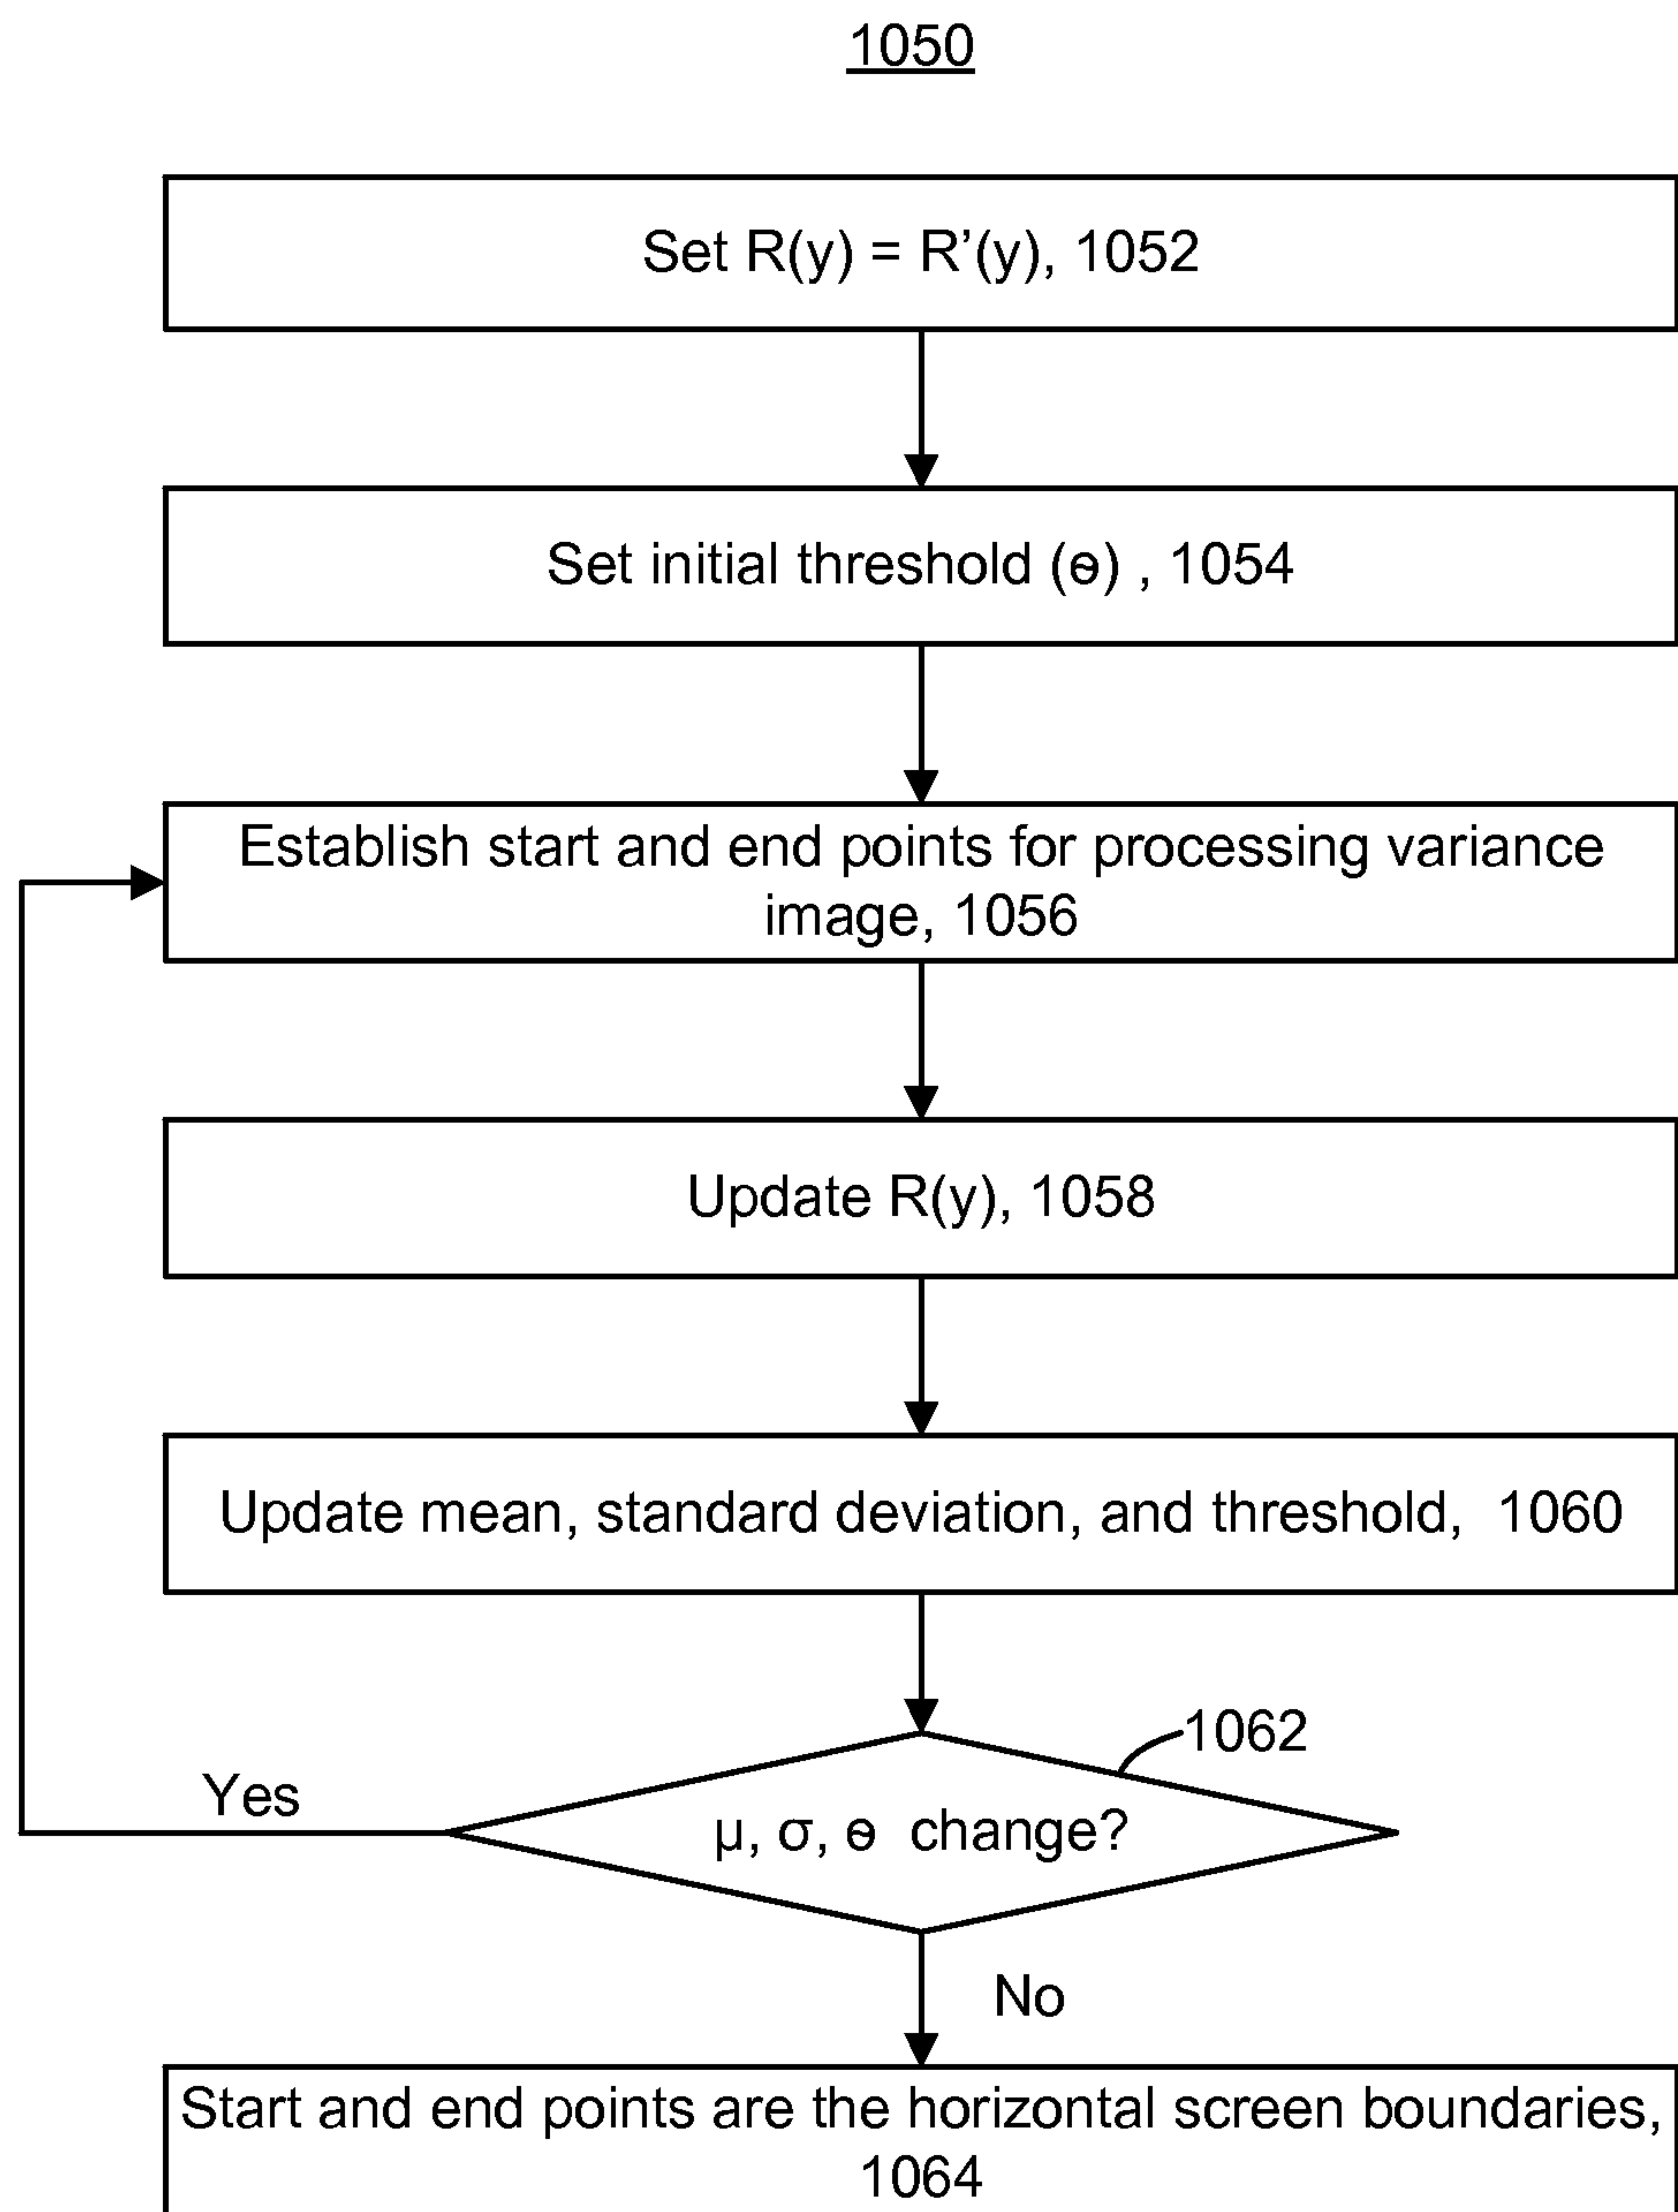 1050
Set R(y) = R’(y), 1052
Set initial threshold (ɵ) , 1054
Establish start and end points for processing variance
image, 1056
Update R(y), 1058
Update mean, standard deviation, and threshold, 1060
1062
Yes
μ, σ, ɵ change?
No
Start and end points are the horizontal screen boundaries,
1064